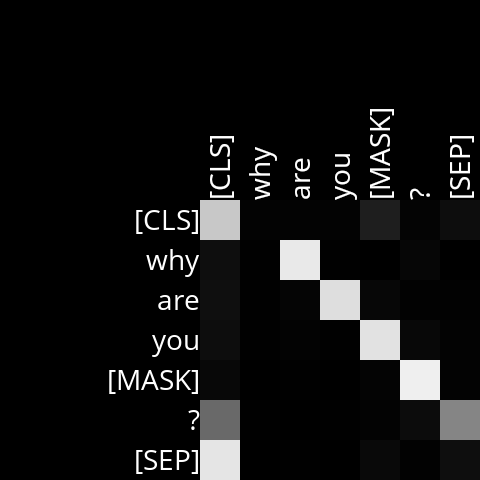 [CLS] why are you [MASK] ? [SEP]
[CLS]
why
are
you
[MASK]
?
[SEP]